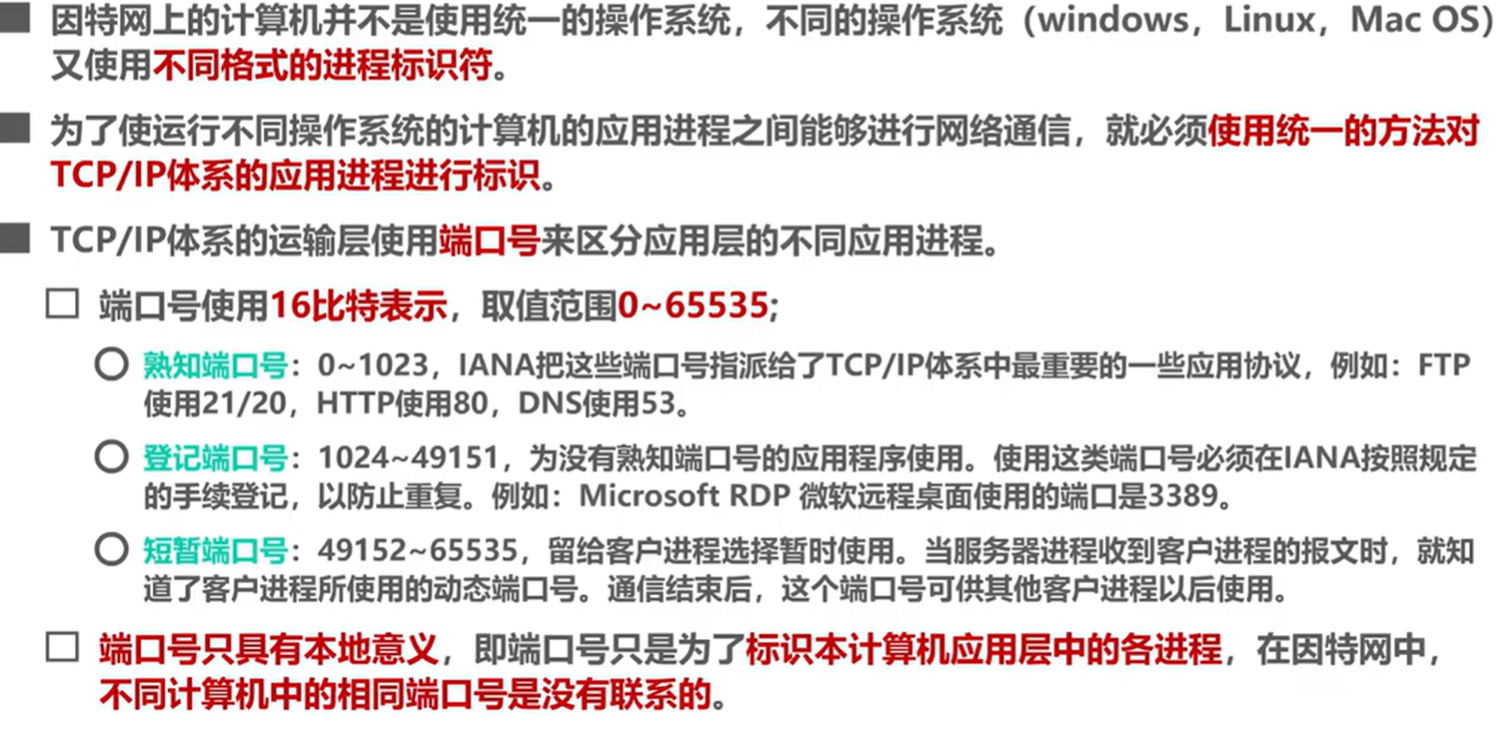 因特网上的计算机并不是使用统一的操作系统，不同的操作系统（windows，Linux，Mac OS）
又使用不同格式的进程标识符。
为了使运行不同操作系统的计算机的应用进程之间能够进行网络通信，就必须使用统一的方法对
TCP/IP体系的应用进程进行标识。
TCP/IP体系的运输层使用端口号来区分应用层的不同应用进程。
端口号使用16比特表示，取值范围0~65535;
熟知端口号：0~1023，IANA把这些端口号指派给了TCP/IP体系中最重要的一些应用协议，例如：FTP
使用21/20，HTTP使用80，DNS使用53。
登记端口号：1024~49151，为没有熟知端口号的应用程序使用。使用这类端口号必须在IANA按照规定
的手续登记，以防止重复。例如：Microsoft RDP 微软远程桌面使用的端口是3389。
短暂端口号：49152~65535，留给客户进程选择暂时使用。当服务器进程收到客户进程的报文时，就知
道了客户进程所使用的动态端口号。通信结束后，这个端口号可供其他客户进程以后使用。
端口号只具有本地意义，即端口号只是为了标识本计算机应用层中的各进程，在因特网中，
不同计算机中的相同端口号是没有联系的。